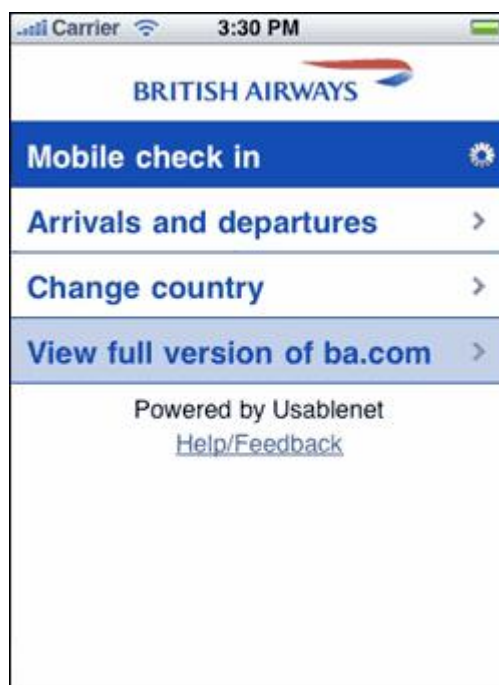 Carrier 3:30 PM
BRITISH AIRWAYS
Mobile check in
Arrivals and departures
Change country
View full version of ba.com
Powered by Usablenet
Help/Feedback